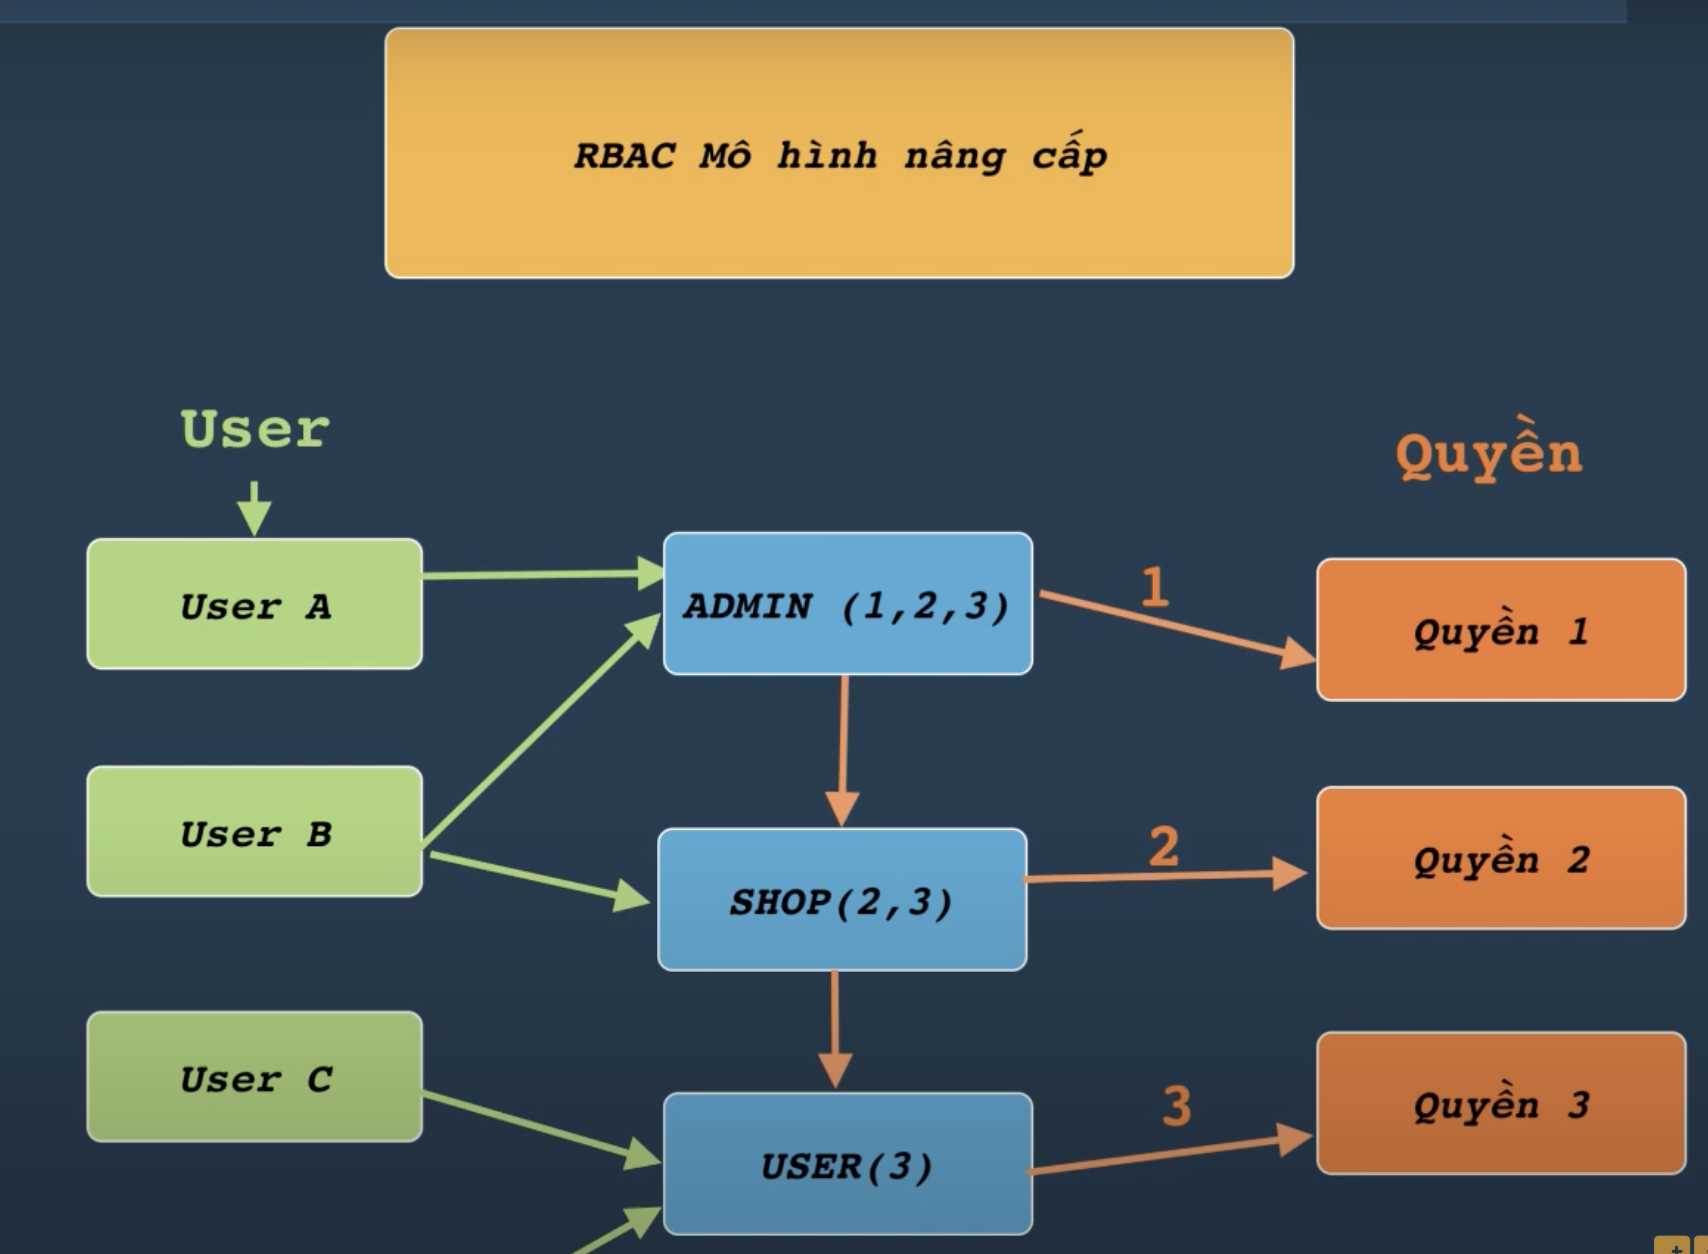 RBAC Mô hình nâng cấp
User
Quyền
User A
ADMIN (1,2,3)
1
Quyền 1
User B
SHOP(2,3)
2
Quyền 2
User C
USER(3)
3
Quyền 3